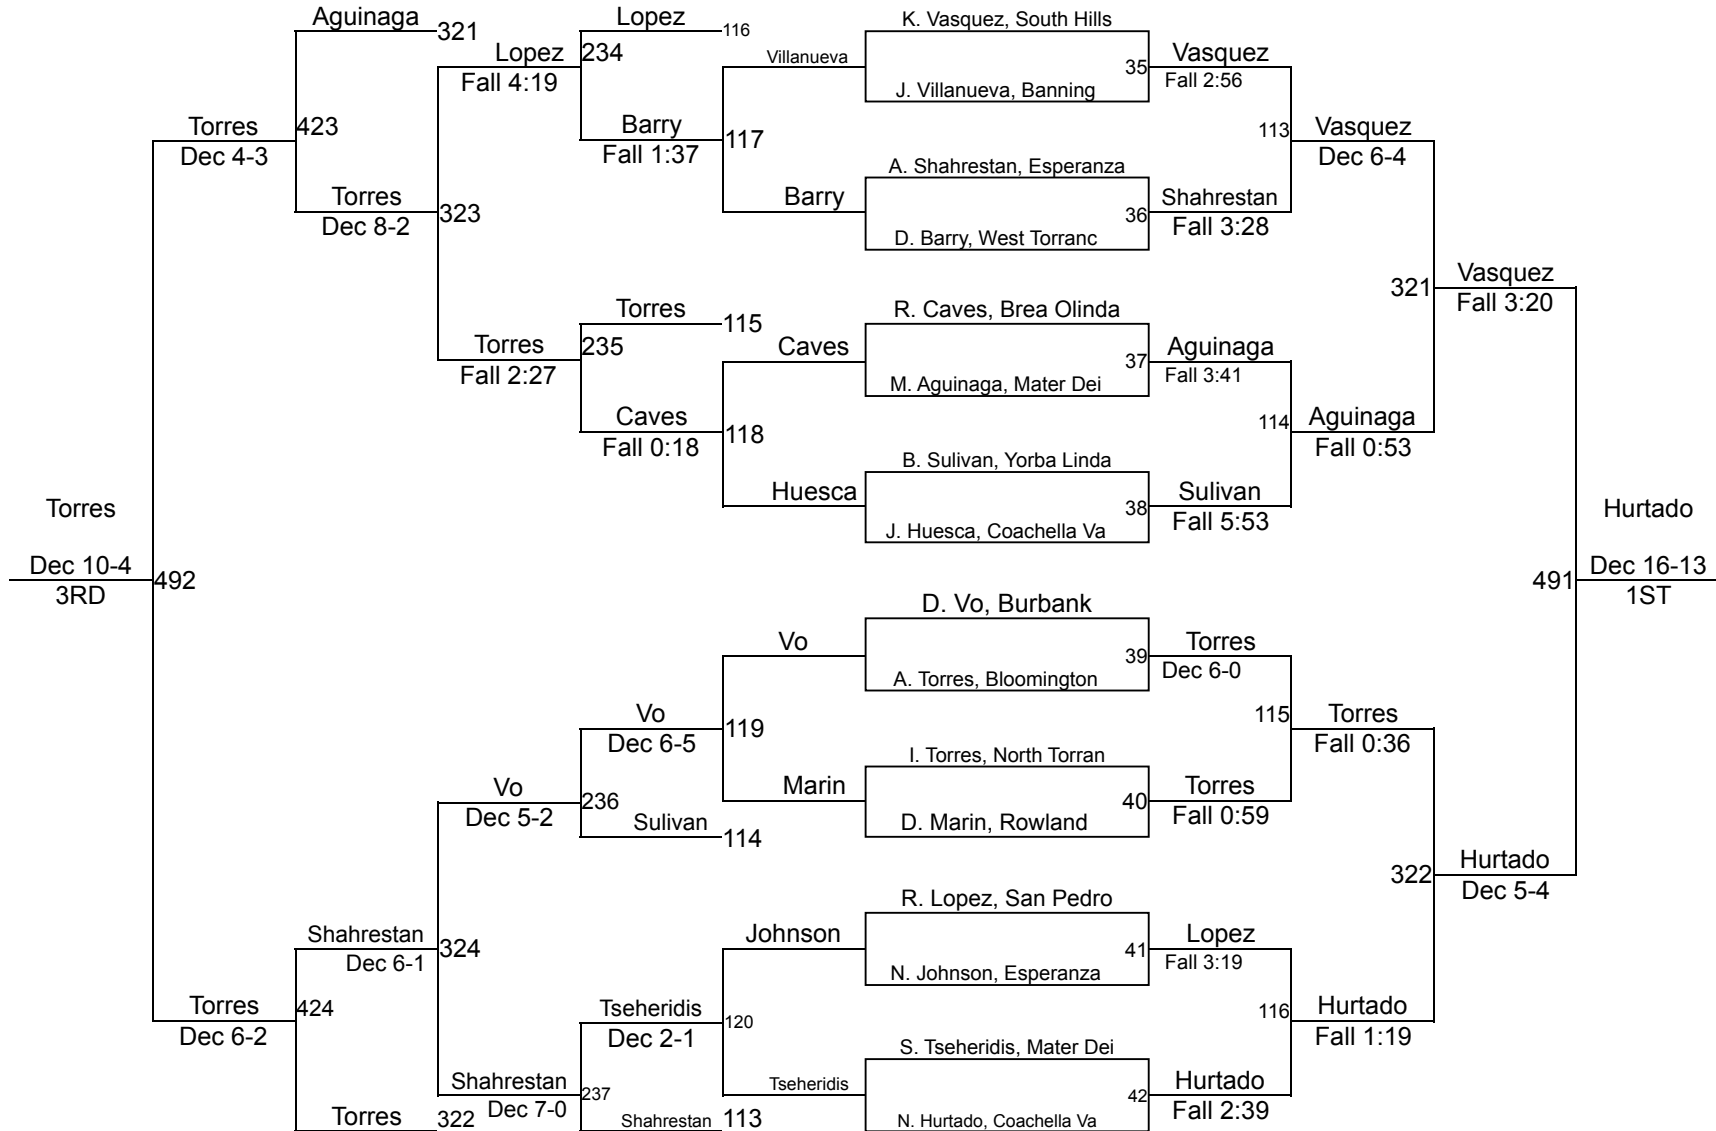 Aguinaga
321
Lopez
116
K. Vasquez, South Hills
Lopez
234
Fall 4:19
Villanueva
35
Vasquez
Fall 2:56
J. Villanueva, Banning
Torres
423
Dec 4-3
Barry
Fall 1:37
117
113
Vasquez
Dec 6-4
A. Shahrestan, Esperanza
Torres
Dec 8-2
323
Barry
36
Shahrestan
Fall 3:28
D. Barry, West Torranc
321
Vasquez
Fall 3:20
Torres
115
R. Caves, Brea Olinda
Torres
235
Fall 2:27
Caves
37
Aguinaga
Fall 3:41
M. Aguinaga, Mater Dei
Caves
Fall 0:18
118
114
Aguinaga
Fall 0:53
B. Sulivan, Yorba Linda
Huesca
38
Sulivan
Fall 5:53
J. Huesca, Coachella Va
Torres
Dec 10-4
3RD
492
Hurtado
491
Dec 16-13
1ST
D. Vo, Burbank
Vo
39
Torres
Dec 6-0
A. Torres, Bloomington
Vo
Dec 6-5
119
115
Torres
Fall 0:36
I. Torres, North Torran
Vo
Dec 5-2
236
Marin
40
Torres
Fall 0:59
D. Marin, Rowland
Sulivan
114
322
Hurtado
Dec 5-4
R. Lopez, San Pedro
Shahrestan
Dec 6-1
324
Johnson
41
Lopez
Fall 3:19
N. Johnson, Esperanza
Torres
424
Dec 6-2
Tseheridis
Dec 2-1
120
116
Hurtado
Fall 1:19
S. Tseheridis, Mater Dei
Shahrestan
Dec 7-0
237
Tseheridis
42
Hurtado
Fall 2:39
N. Hurtado, Coachella Va
Torres
322
Shahrestan
113